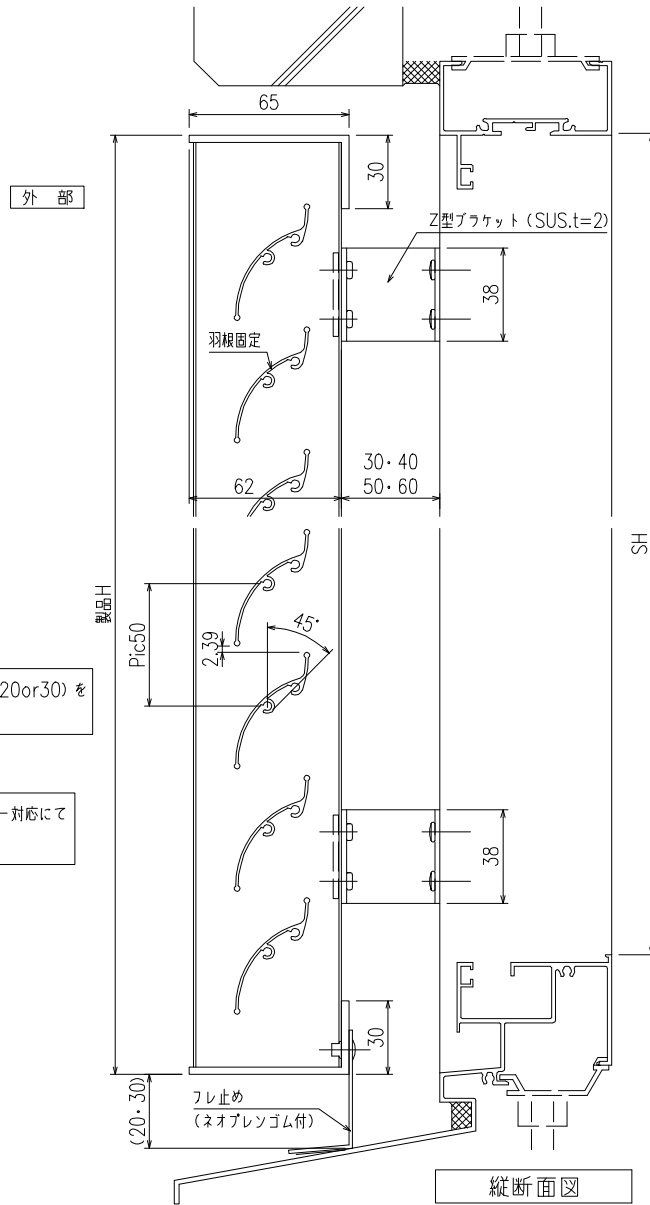 65
30
外 部
Z型ブラケット(SUS.t=2)
38
羽根固定
30・40
50・60
62
SH
製品H
Pic50
45°
2.39
20or30)を
ー対応にて
38
30
(20・30)
フレ止め
(ネオプレンゴム付)
縦断面図